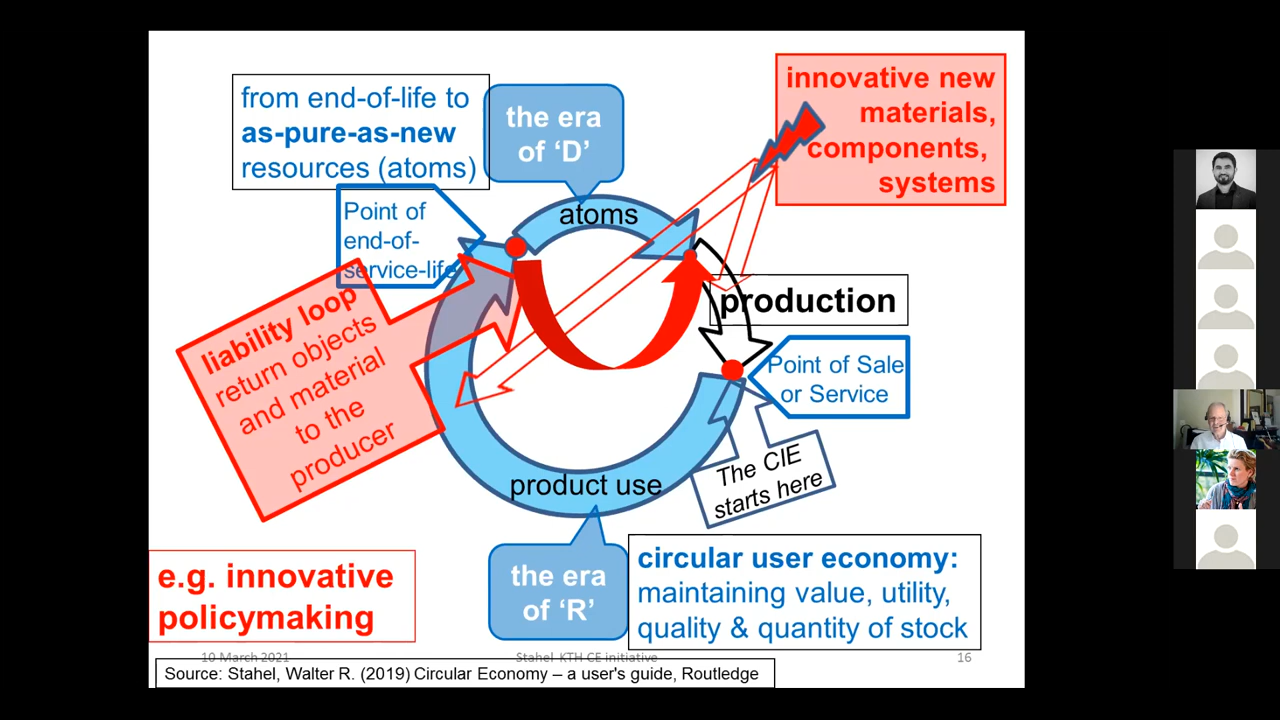 from end-of-life to
as-pure-as-new
resources (atoms)
the era
of ‘D’
innovative new
materials,
components,
systems
Point of
end-of-
service-life
atoms
production
liability loop
return objects
and material
to the
producer
Point of Sale
or Service
The CIE
starts here
product use
e.g. innovative
policymaking
the era
of ‘R’
circular user economy:
maintaining value, utility,
quality & quantity of stock
10 March 2021
Stahel KTH CE initiative
16
Source: Stahel, Walter R. (2019) Circular Economy – a user's guide, Routledge